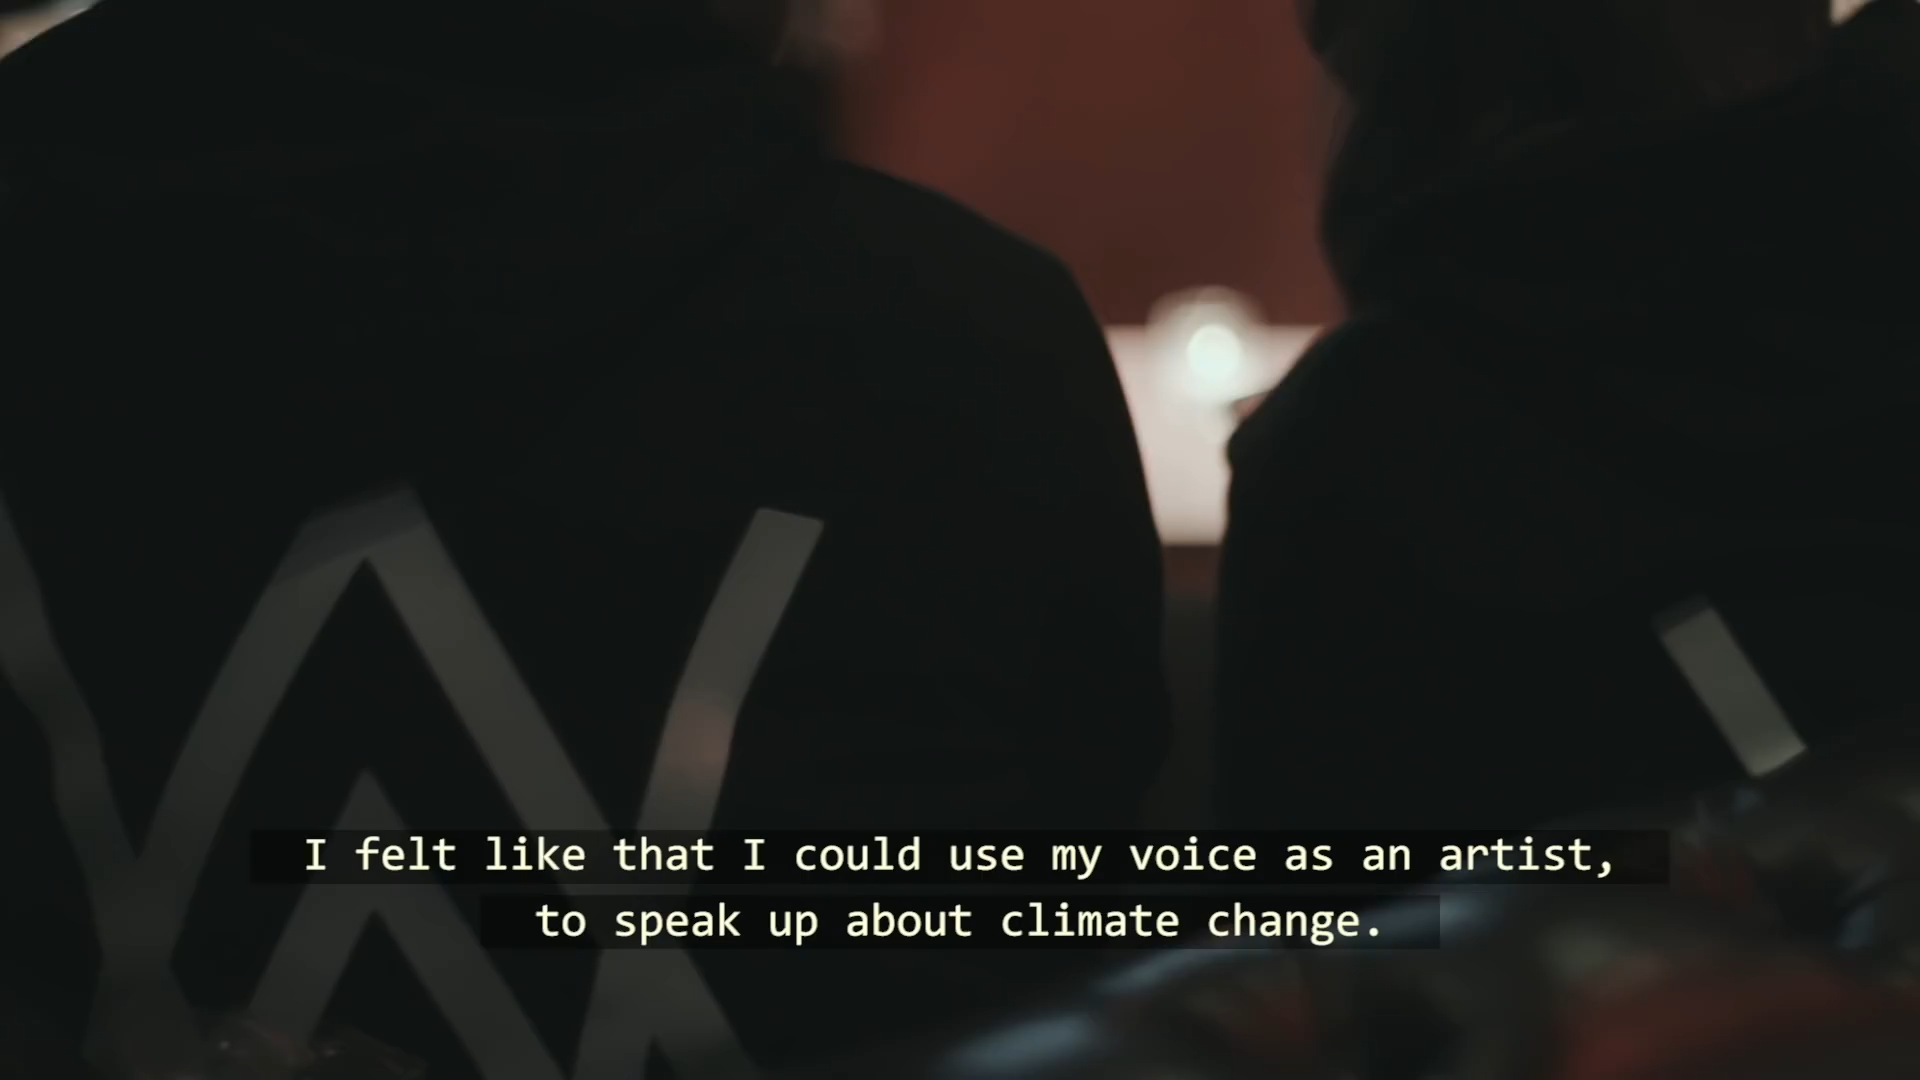 I felt like that I could use my voice as an artist,
to speak up about climate change.